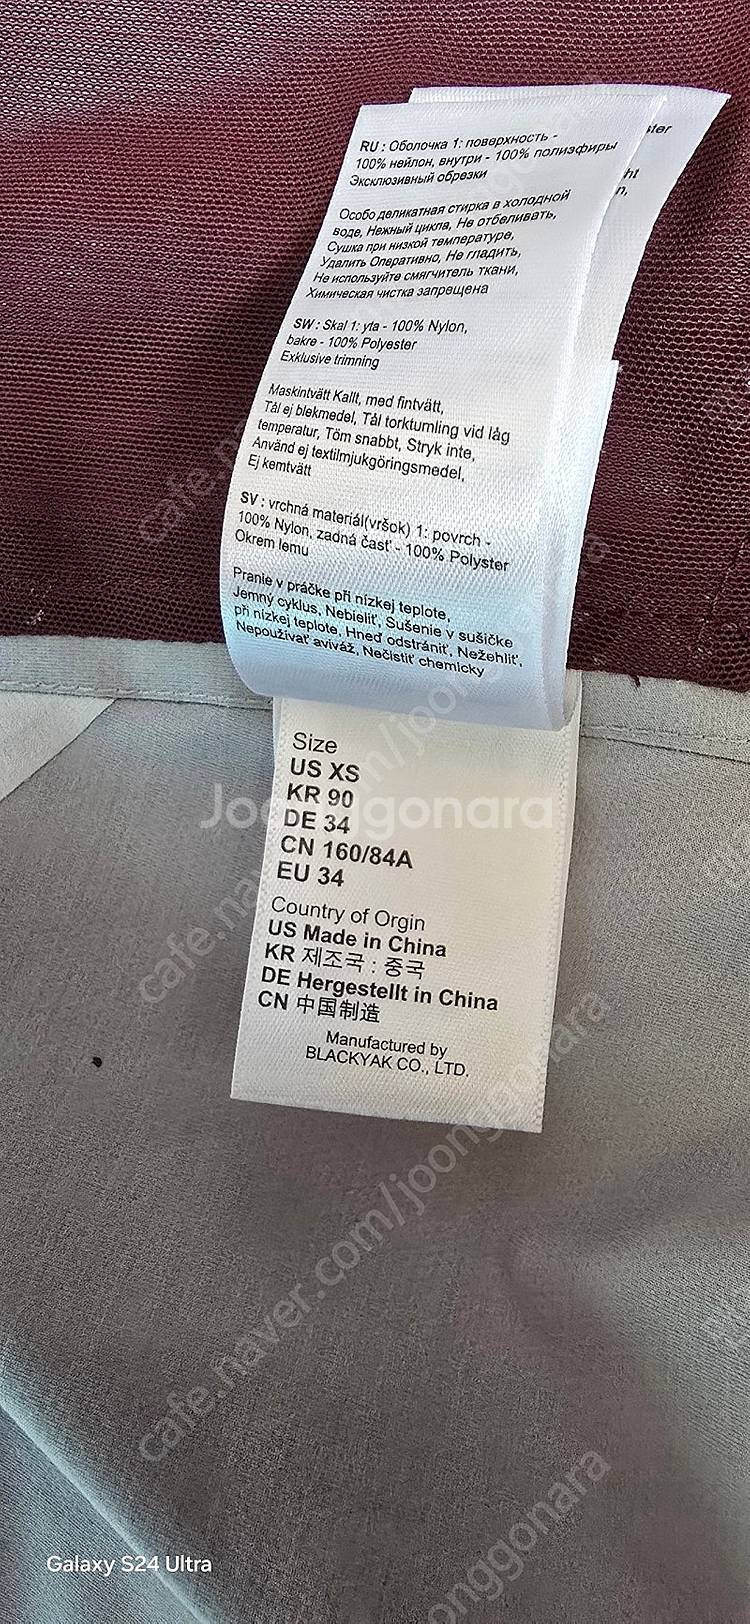 RU : Оболочка 1: поверхность -
100% нейлон, внутри - 100% полиэфиры
Эксклюзивный обрезки
Особо деликатная стирка в холодной
воде, Нежный цикла, Не отбеливать,
Сушка при низкой температуре,
Удалить Оперативно, Не гладить,
Не используйте смягчитель ткани,
Химическая чистка запрещена
SW : Skal 1: yta - 100% Nylon,
bakre - 100% Polyester
Exklusive trimning
Maskintvätt Kallt, med fintvätt,
Tål ej blekmedel, Tål torktumling vid låg
temperatur, Töm snabbt, Stryk inte,
Använd ej textilmjukgöringsmedel,
Ej kemtvätt
SV : vrchná materiál(vršok) 1: povrch -
100% Nylon, zadná časť - 100% Polyster
Okrem lemu
Pranie v práčke při nízkej teplote,
Jemný cyklus, Nebieliť, Sušenie v sušičke
při nízkej teplote, Hneď odstrániť, Nežehliť,
Nepoužívať aviváž, Nečistiť chemicky
Size
US XS
KR 90
DE 34
CN 160/84A
EU 34
Country of Orgin
US Made in China
KR 제조국 : 중국
DE Hergestellt in China
CN 中国制造
Manufactured by
BLACKYAK CO., LTD.
Joonggonara
cafe.naver.com/joonggonara
Galaxy S24 Ultra